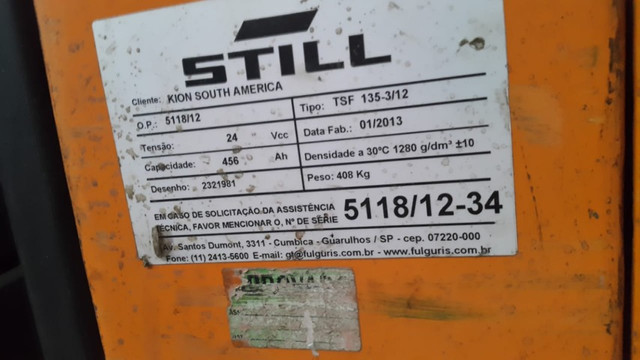 STILL
Cliente: KION SOUTH AMERICA
O.P.: 5118/12
Tipo: TSF 135-3/12
Tensão: 24 Vcc
Data Fab.: 01/2013
Capacidade: 456 Ah
Densidade a 30ºC 1280 g/dm³ ±10
Desenho: 2321981
Peso: 408 Kg
EM CASO DE SOLICITAÇÃO DA ASSISTÊNCIA
TÉCNICA, FAVOR MENCIONAR O, Nº DE SÉRIE
5118/12-34
Av. Santos Dumont, 3311 - Cumbica - Guarulhos / SP - cep. 07220-000
Fone: (11) 2413-5600 E-mail: gt@fulguris.com.br - www.fulguris.com.br